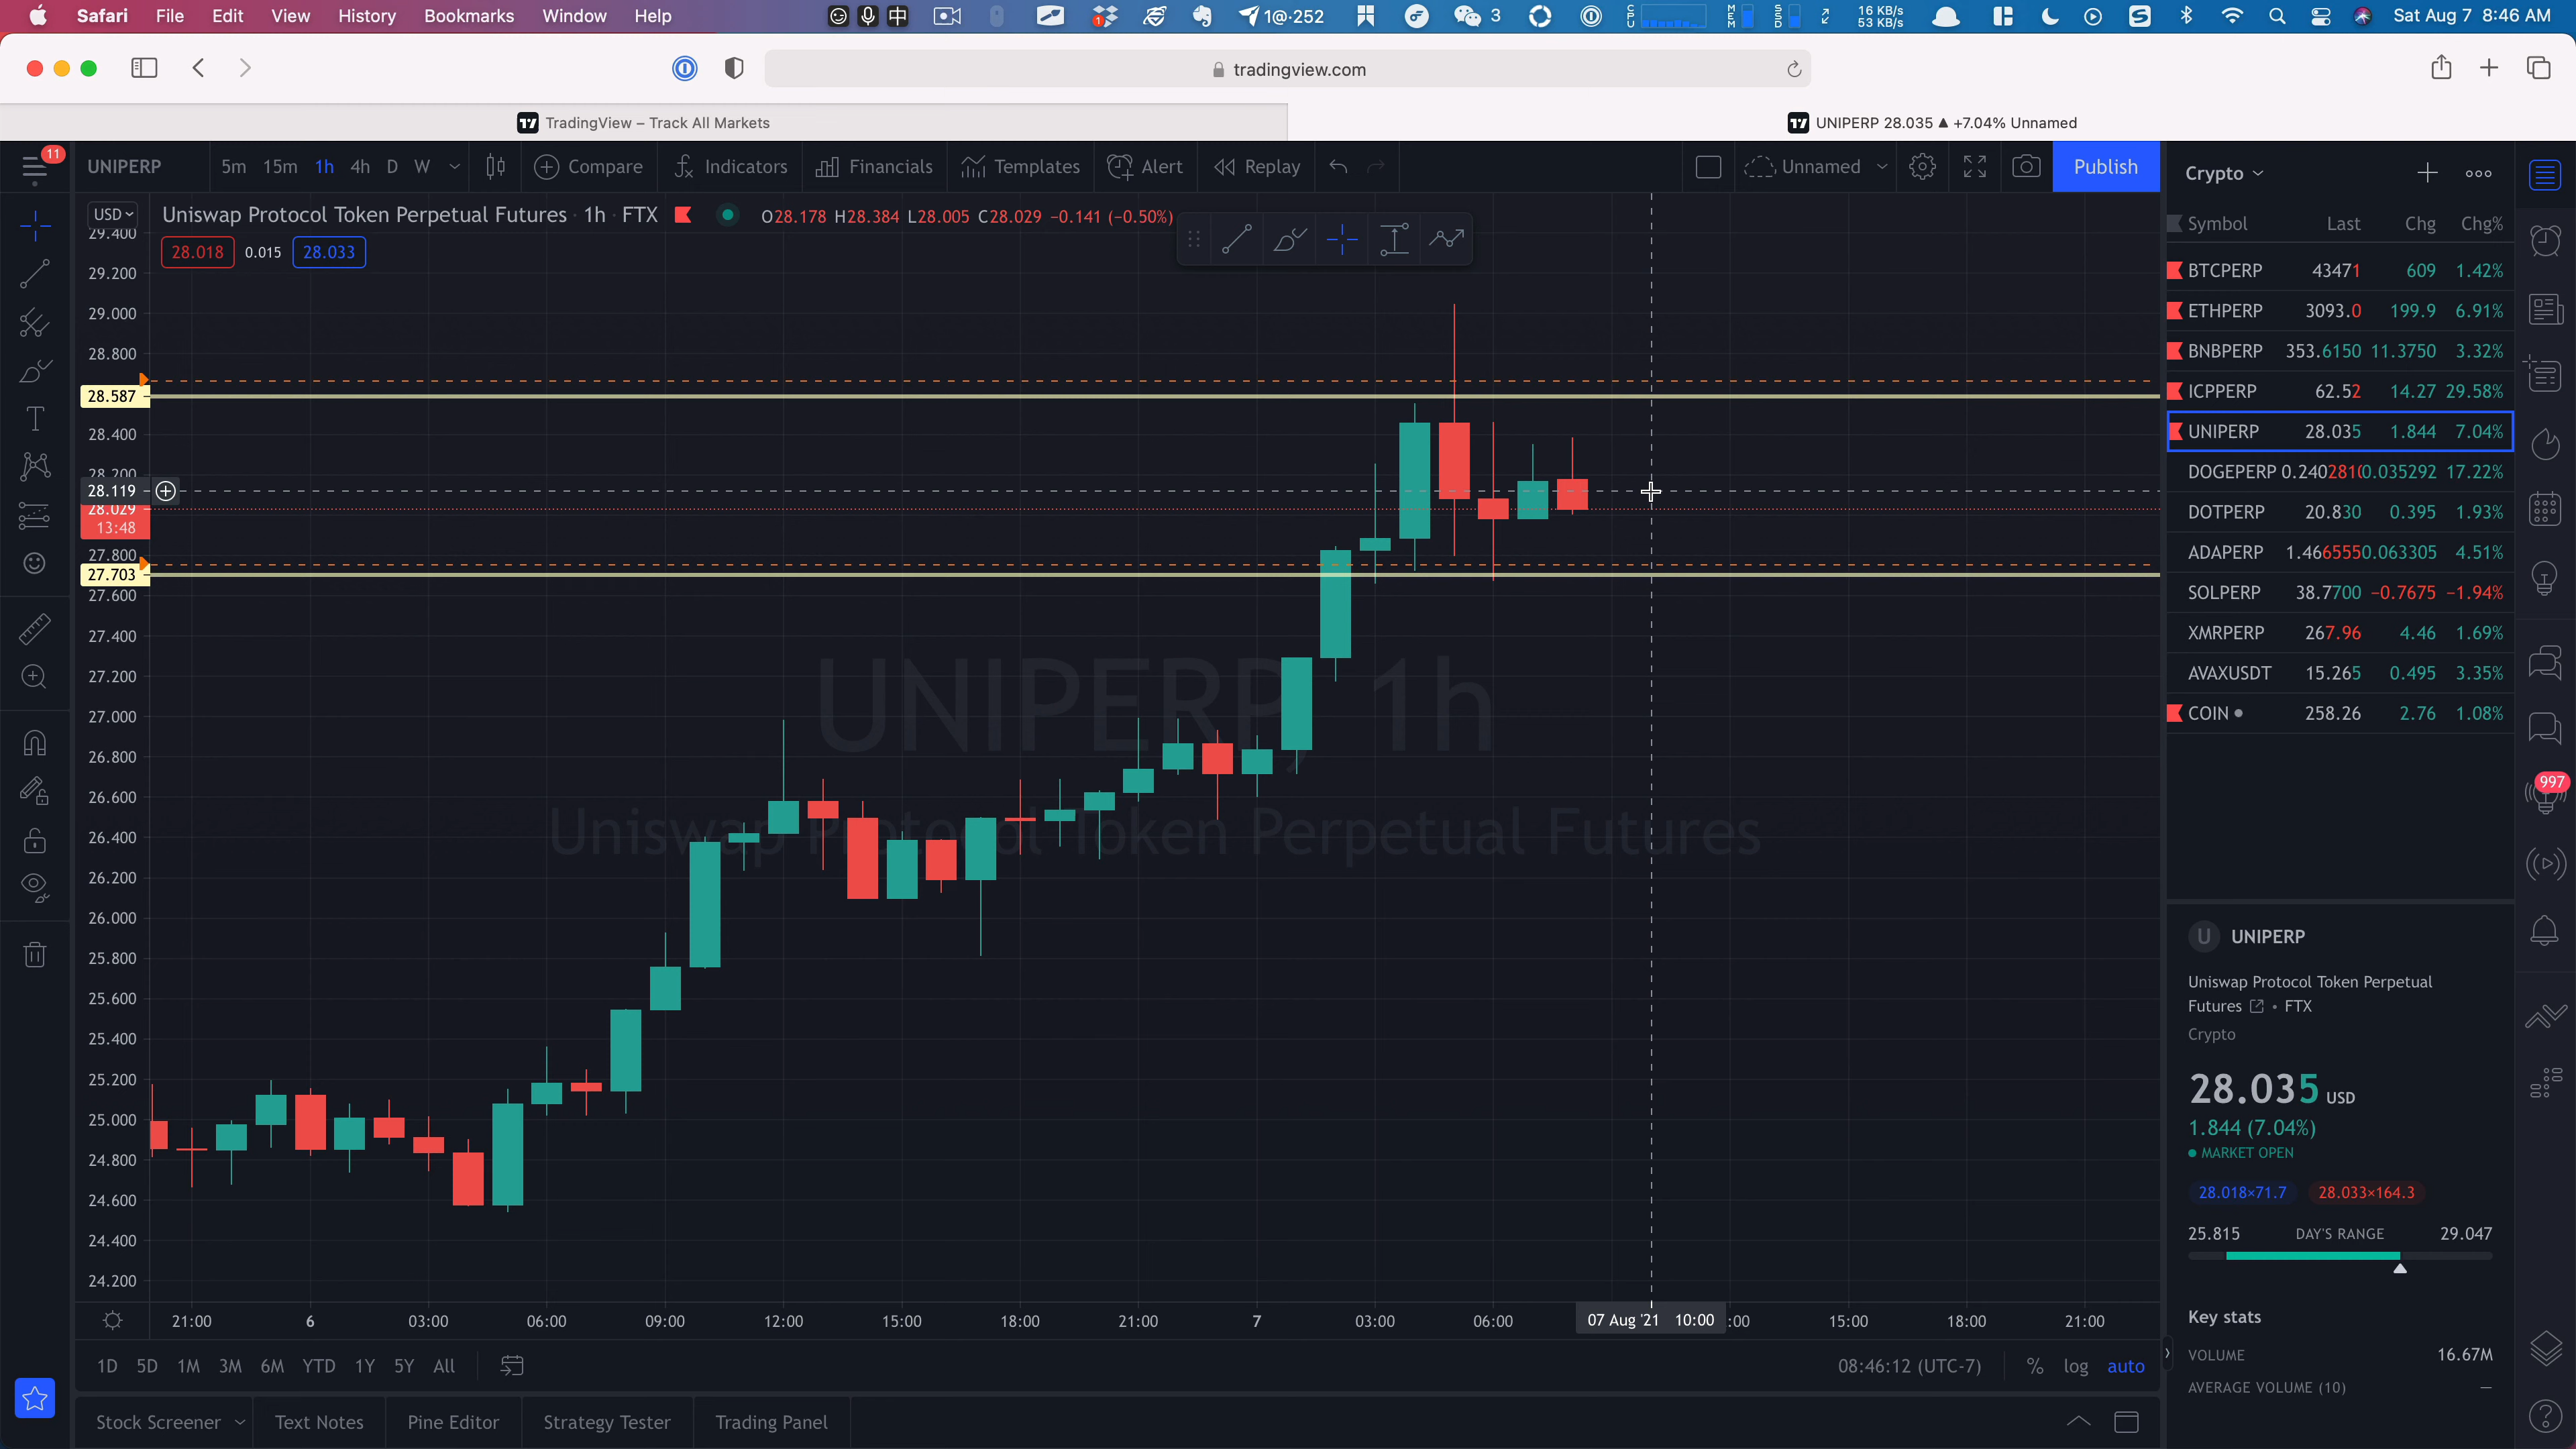 Safari File Edit View History Bookmarks Window Help
中 1 1@·252 3 CPU MEM SSD 16 KB/s 53 KB/s Sat Aug 7 8:46 AM
tradingview.com
TradingView – Track All Markets
UNIPERP 28.035 ▲ +7.04% Unnamed
11
UNIPERP 5m 15m 1h 4h D W Compare Indicators Financials Templates Alert Replay Unnamed Publish
USD
Uniswap Protocol Token Perpetual Futures · 1h · FTX O28.178 H28.384 L28.005 C28.029 −0.141 (−0.50%)
28.018 0.015 28.033
29.400
29.200
29.000
28.800
28.587
28.400
28.200
28.119
28.029
13:48
27.800
27.703
27.600
27.400
27.200
27.000
26.800
26.600
26.400
26.200
26.000
25.800
25.600
25.400
25.200
25.000
24.800
24.600
24.400
24.200
UNIPERP, 1h
Uniswap Protocol Token Perpetual Futures
21:00 6 03:00 06:00 09:00 12:00 15:00 18:00 21:00 7 03:00 06:00 07 Aug '21 10:00 :00 15:00 18:00 21:00
1D 5D 1M 3M 6M YTD 1Y 5Y All
08:46:12 (UTC-7) % log auto
Stock Screener Text Notes Pine Editor Strategy Tester Trading Panel
Crypto
Symbol Last Chg Chg%
BTCPERP 43471 609 1.42%
ETHPERP 3093.0 199.9 6.91%
BNBPERP 353.6150 11.3750 3.32%
ICPPERP 62.52 14.27 29.58%
UNIPERP 28.035 1.844 7.04%
DOGEPERP 0.240281 0.035292 17.22%
DOTPERP 20.830 0.395 1.93%
ADAPERP 1.466555 0.063305 4.51%
SOLPERP 38.7700 −0.7675 −1.94%
XMRPERP 267.96 4.46 1.69%
AVAXUSDT 15.265 0.495 3.35%
COIN 258.26 2.76 1.08%
997
U UNIPERP
Uniswap Protocol Token Perpetual
Futures • FTX
Crypto
28.035 USD
1.844 (7.04%)
MARKET OPEN
28.018×71.7 28.033×164.3
25.815 DAY'S RANGE 29.047
Key stats
VOLUME 16.67M
AVERAGE VOLUME (10) —